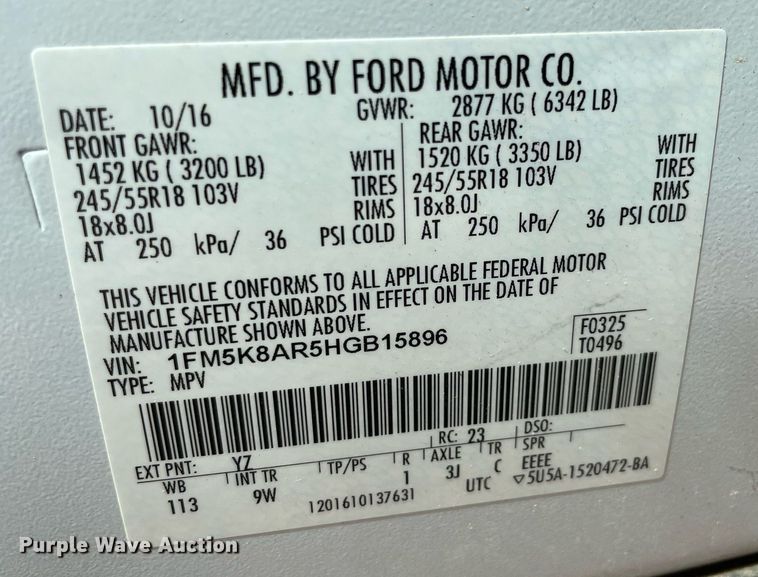 MFD. BY FORD MOTOR CO.
DATE: 10/16 GVWR: 2877 KG ( 6342 LB)
FRONT GAWR: REAR GAWR:
1452 KG ( 3200 LB) WITH 1520 KG ( 3350 LB) WITH
245/55R18 103V TIRES 245/55R18 103V TIRES
18x8.0J RIMS 18x8.0J RIMS
AT 250 kPa/ 36 PSI COLD AT 250 kPa/ 36 PSI COLD
THIS VEHICLE CONFORMS TO ALL APPLICABLE FEDERAL MOTOR
VEHICLE SAFETY STANDARDS IN EFFECT ON THE DATE OF
MANUFACTURE SHOWN ABOVE.
VIN: 1FM5K8AR5HGB15896 F0325
TYPE: MPV T0496
EXT PNT: YZ RC: 23 DSO:
WB INT TR TP/PS R AXLE TR SPR
113 9W 1 3J C EEEE
1201610137631 UTC ▽5U5A-1520472-BA
Purple Wave Auction